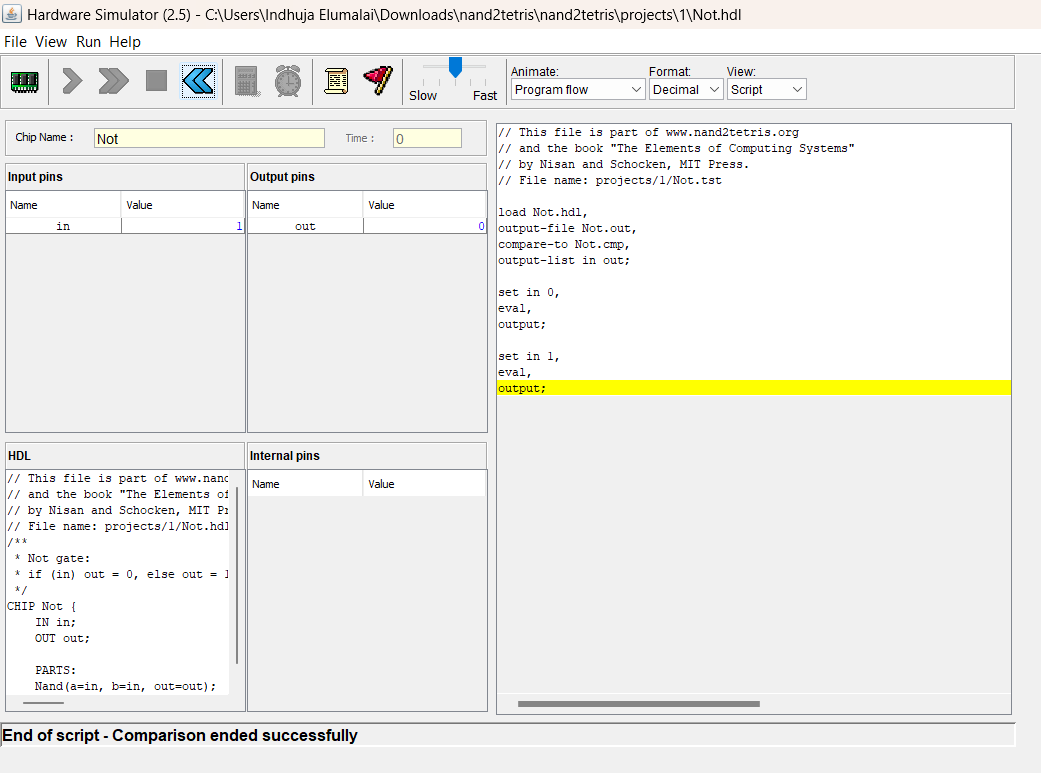 Hardware Simulator (2.5) - C:\Users\Indhuja Elumalai\Downloads\nand2tetris\nand2tetris\projects\1\Not.hdl
File View Run Help
Slow Fast
Animate: Format: View:
Program flow Decimal Script
Chip Name : Not Time : 0
Input pins
Name Value
in 1
Output pins
Name Value
out 0
HDL
// This file is part of www.nand
// and the book "The Elements of
// by Nisan and Schocken, MIT Pr
// File name: projects/1/Not.hdl
/**
* Not gate:
* if (in) out = 0, else out = 1
*/
CHIP Not {
IN in;
OUT out;
PARTS:
Nand(a=in, b=in, out=out);
Internal pins
Name Value
// This file is part of www.nand2tetris.org
// and the book "The Elements of Computing Systems"
// by Nisan and Schocken, MIT Press.
// File name: projects/1/Not.tst
load Not.hdl,
output-file Not.out,
compare-to Not.cmp,
output-list in out;
set in 0,
eval,
output;
set in 1,
eval,
output;
End of script - Comparison ended successfully